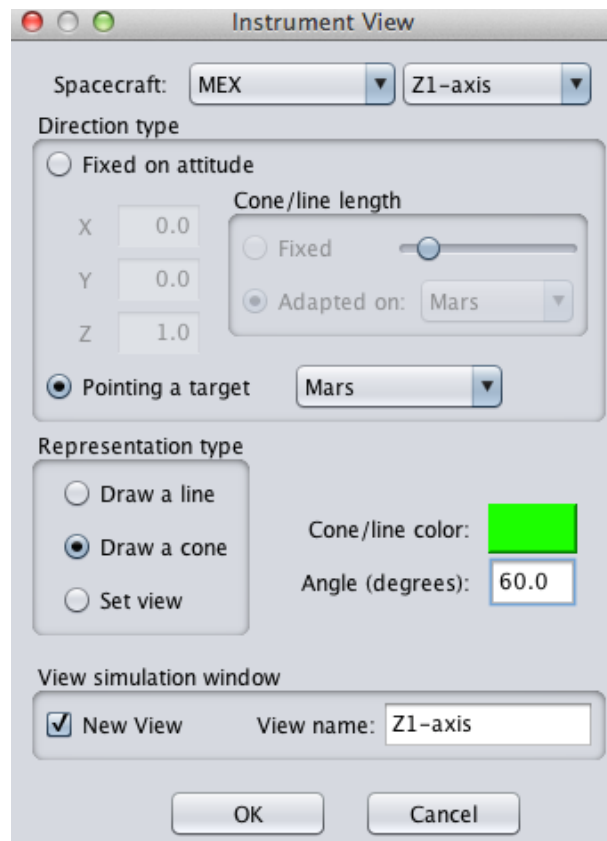 Instrument View
Spacecraft: MEX Z1-axis
Direction type
Fixed on attitude
Cone/line length
X 0.0
Fixed
Y 0.0
Adapted on: Mars
Z 1.0
Pointing a target Mars
Representation type
Draw a line
Cone/line color:
Draw a cone
Angle (degrees): 60.0
Set view
View simulation window
New View View name: Z1-axis
OK Cancel